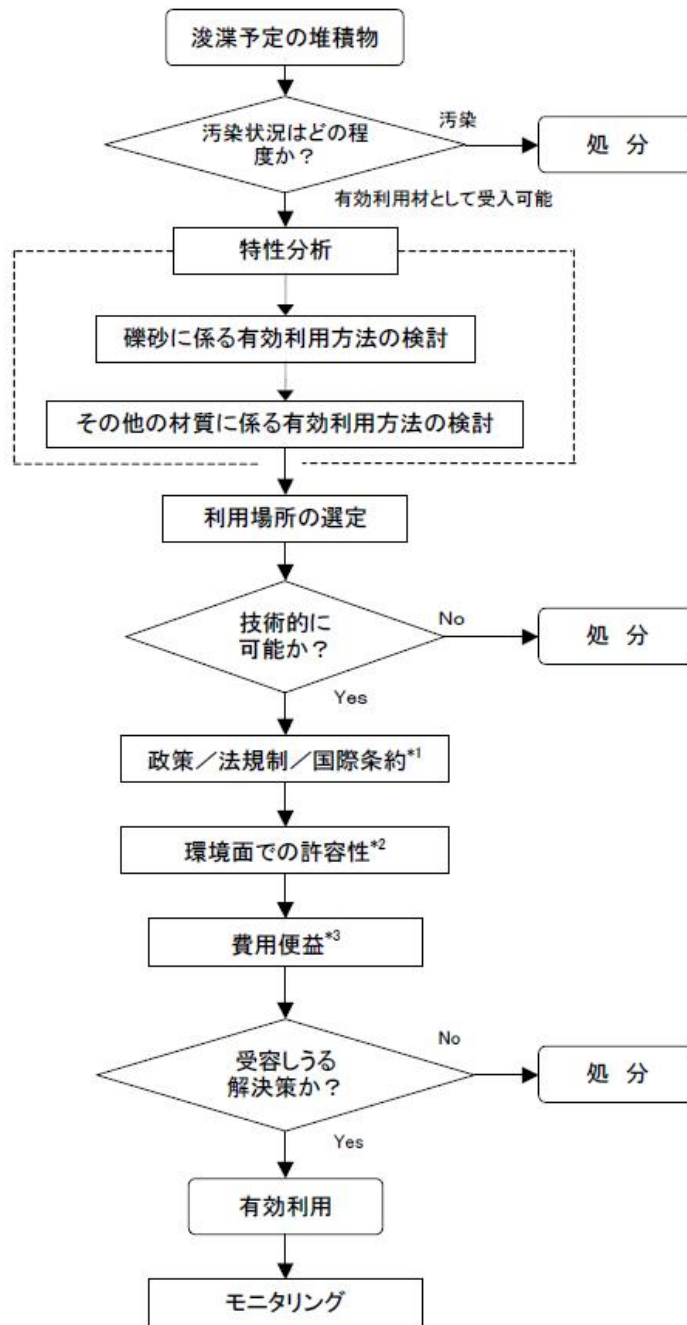 浚渫予定の堆積物
汚染状況はどの程
度か？
汚染
処　分
有効利用材として受入可能
特性分析
礫砂に係る有効利用方法の検討
その他の材質に係る有効利用方法の検討
利用場所の選定
技術的に
可能か？
No
処　分
Yes
政策／法規制／国際条約*1
環境面での許容性*2
費用便益*3
受容しうる
解決策か？
No
処　分
Yes
有効利用
モニタリング